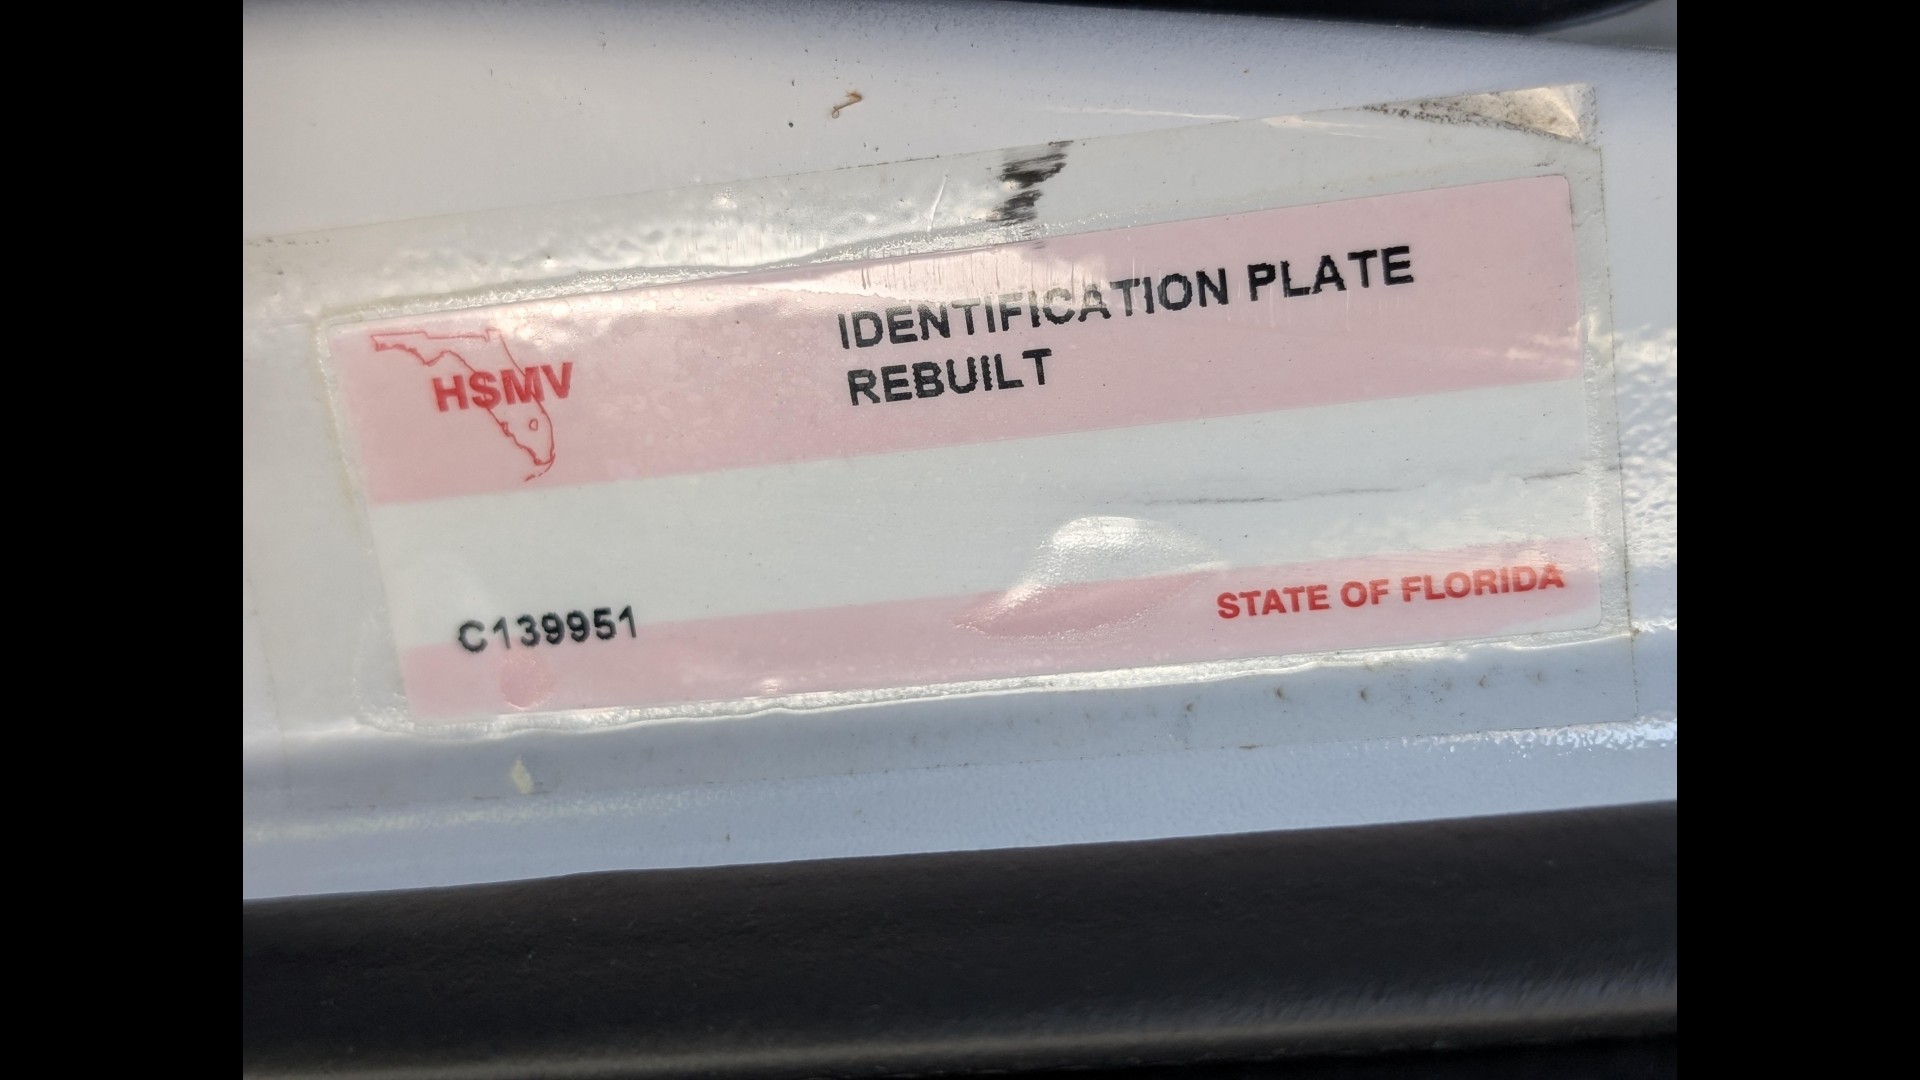 IDENTIFICATION PLATE
REBUILT
HSMV
C139951
STATE OF FLORIDA